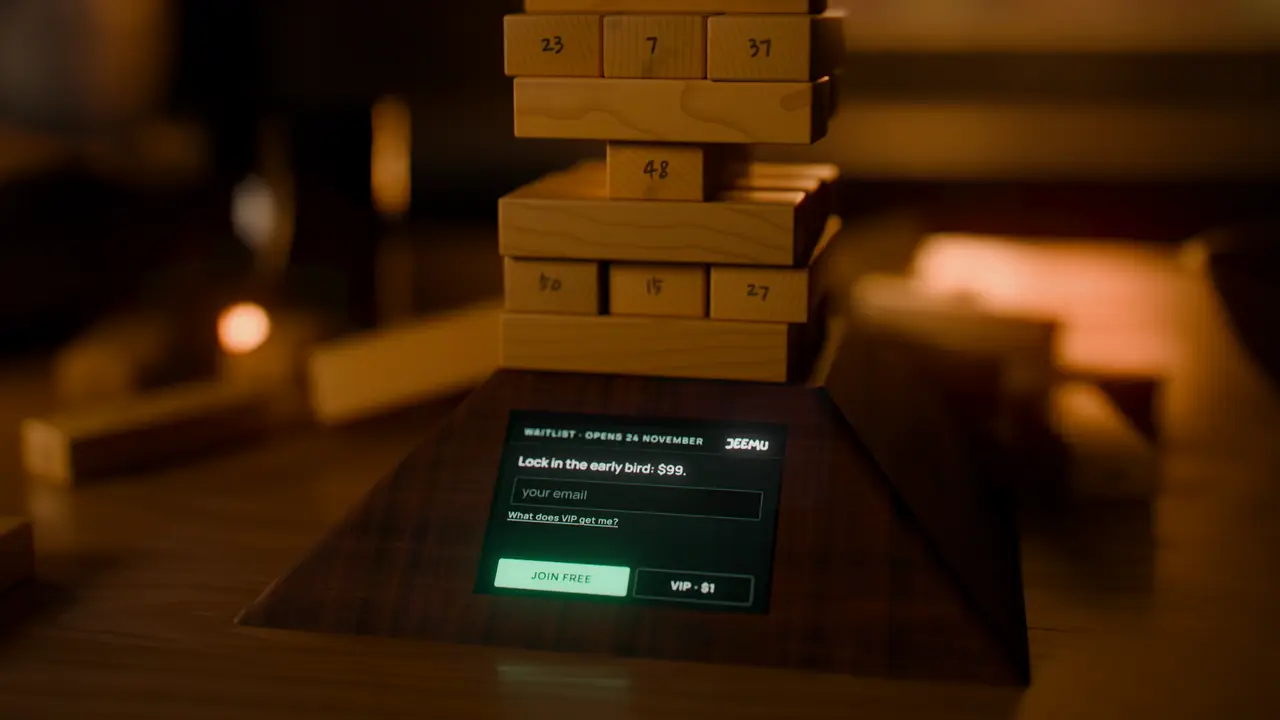 23 7 37
48
50 15 27
WAITLIST · OPENS 24 NOVEMBER JEEMU
Lock in the early bird: $99.
your email
What does VIP get me?
JOIN FREE VIP · $1